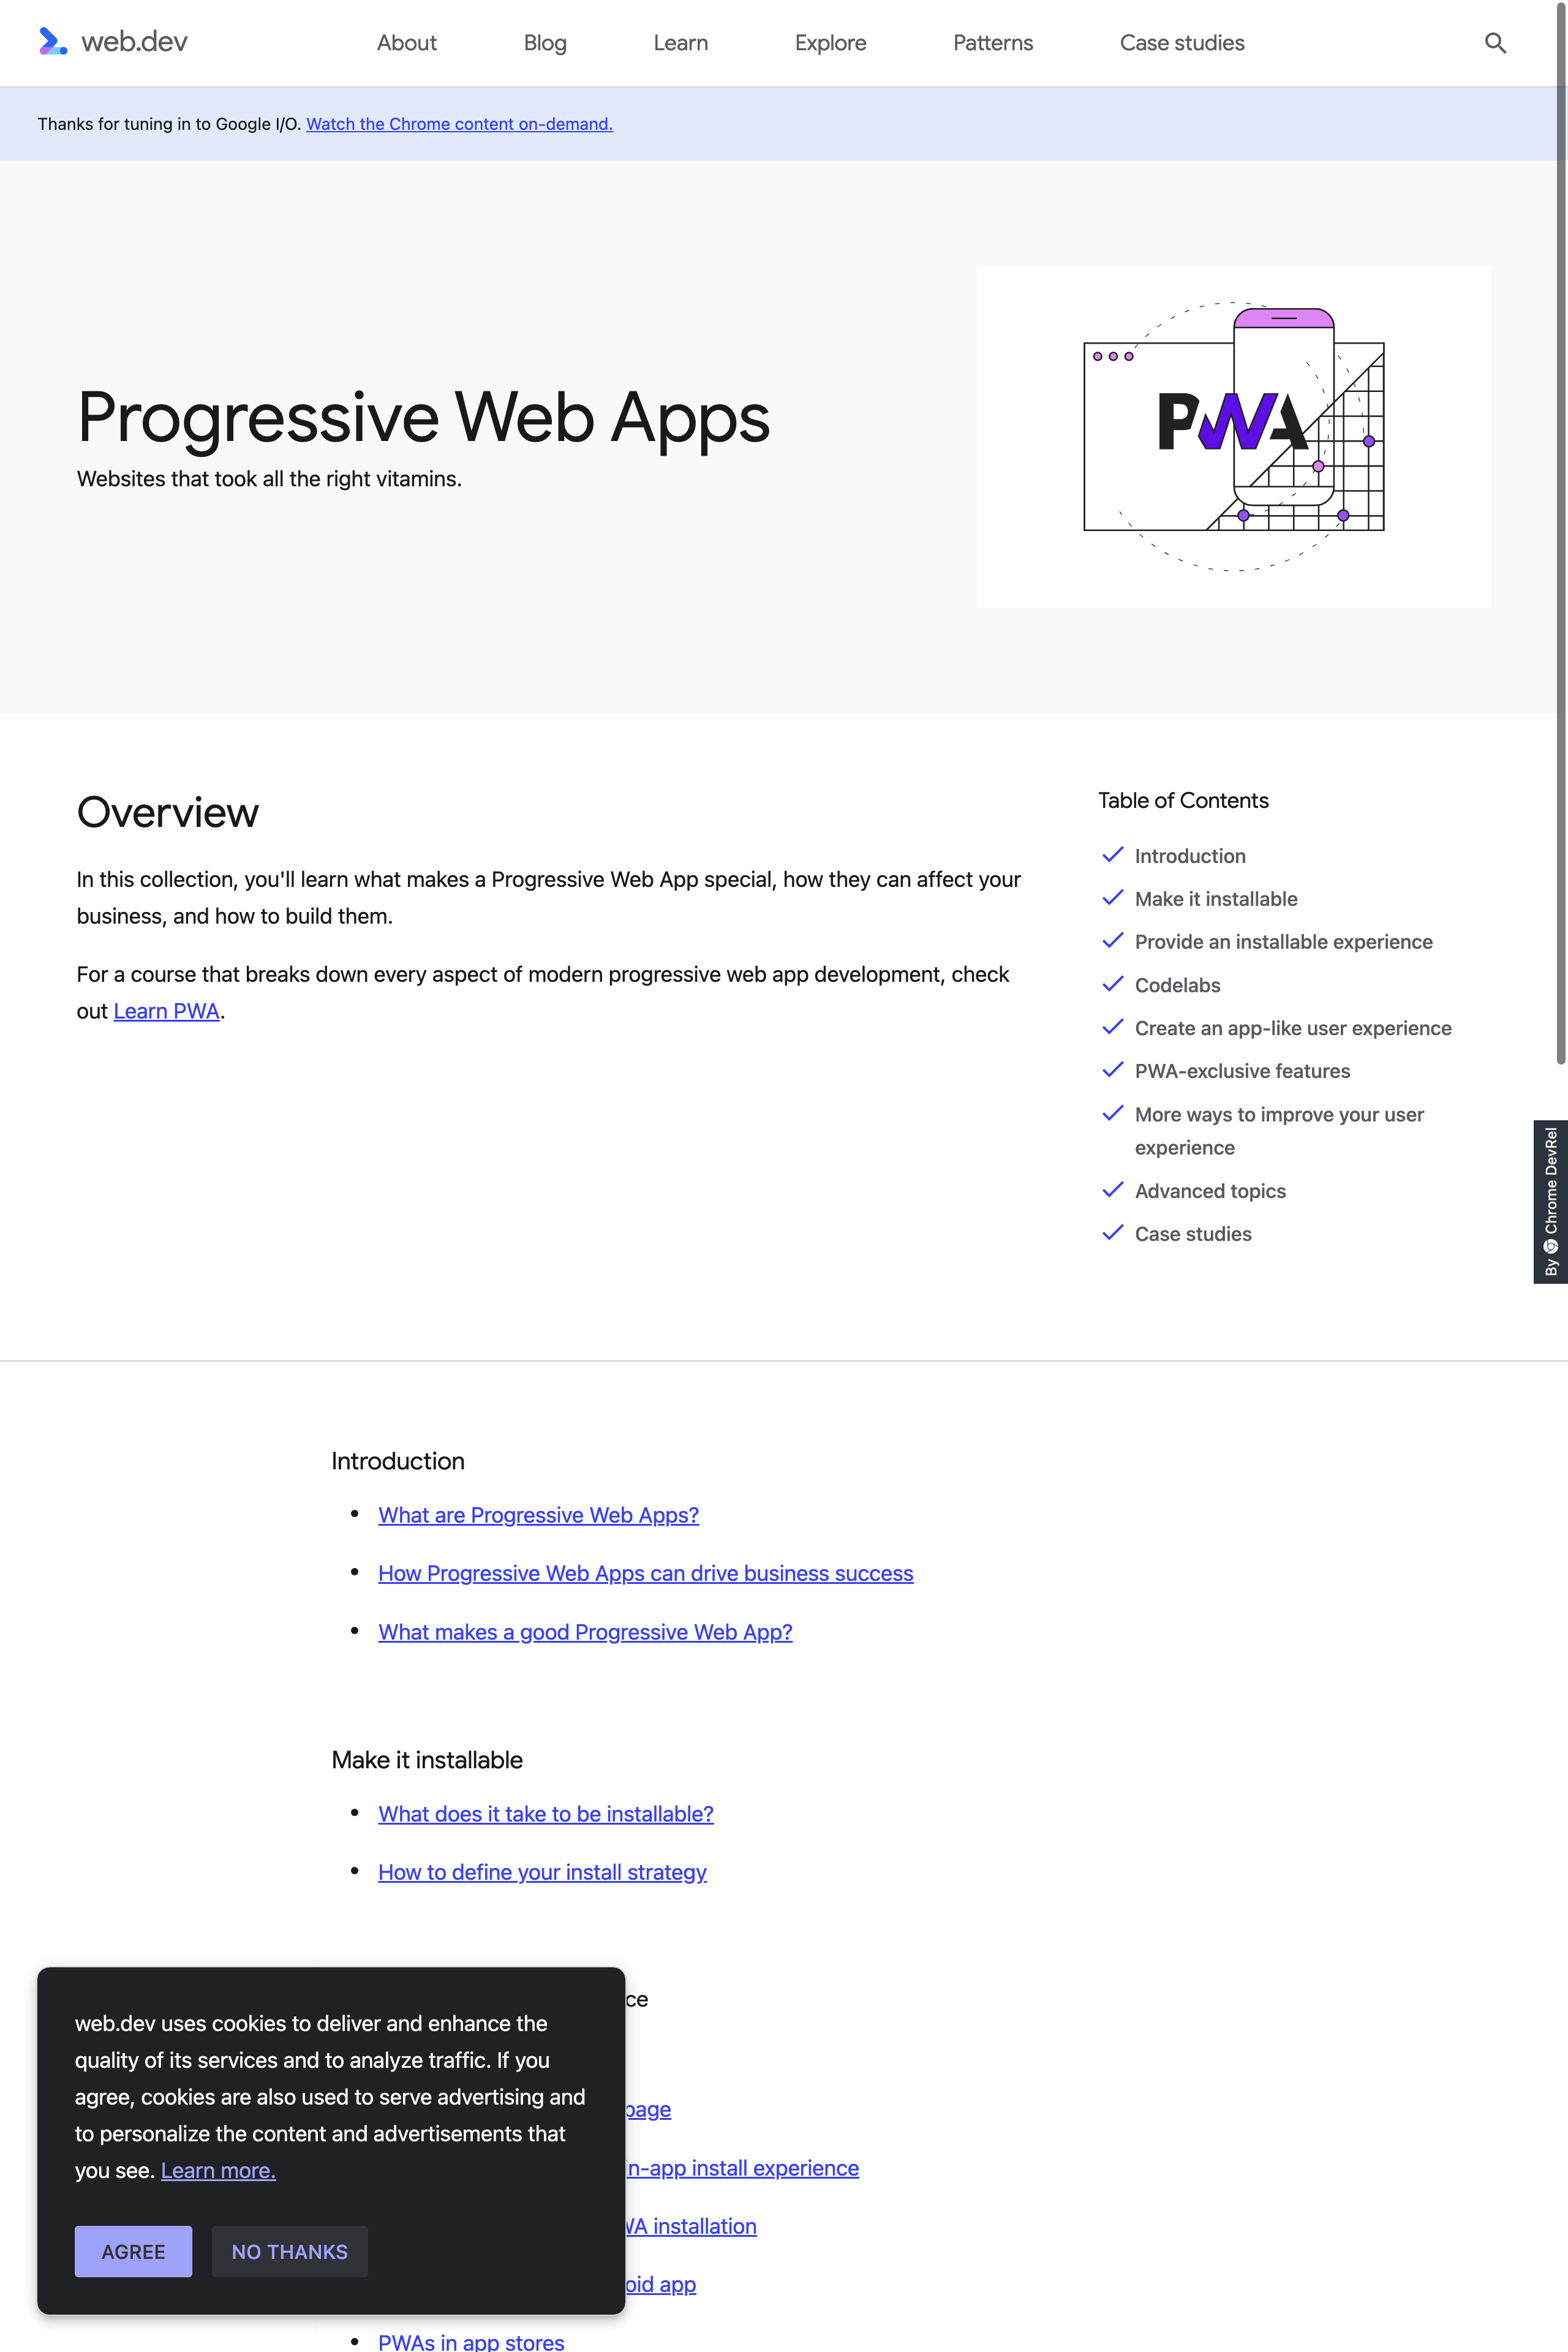 web.dev
About Blog Learn Explore Patterns Case studies
Thanks for tuning in to Google I/O. Watch the Chrome content on-demand.
Progressive Web Apps
Websites that took all the right vitamins.
PWA
Overview
In this collection, you'll learn what makes a Progressive Web App special, how they can affect your
business, and how to build them.
For a course that breaks down every aspect of modern progressive web app development, check
out Learn PWA.
Table of Contents
Introduction
Make it installable
Provide an installable experience
Codelabs
Create an app-like user experience
PWA-exclusive features
More ways to improve your user
experience
Advanced topics
Case studies
By Chrome DevRel
Introduction
What are Progressive Web Apps?
How Progressive Web Apps can drive business success
What makes a good Progressive Web App?
Make it installable
What does it take to be installable?
How to define your install strategy
web.dev uses cookies to deliver and enhance the
quality of its services and to analyze traffic. If you
agree, cookies are also used to serve advertising and
to personalize the content and advertisements that
you see. Learn more.
AGREE NO THANKS
ce
page
in-app install experience
WA installation
oid app
PWAs in app stores